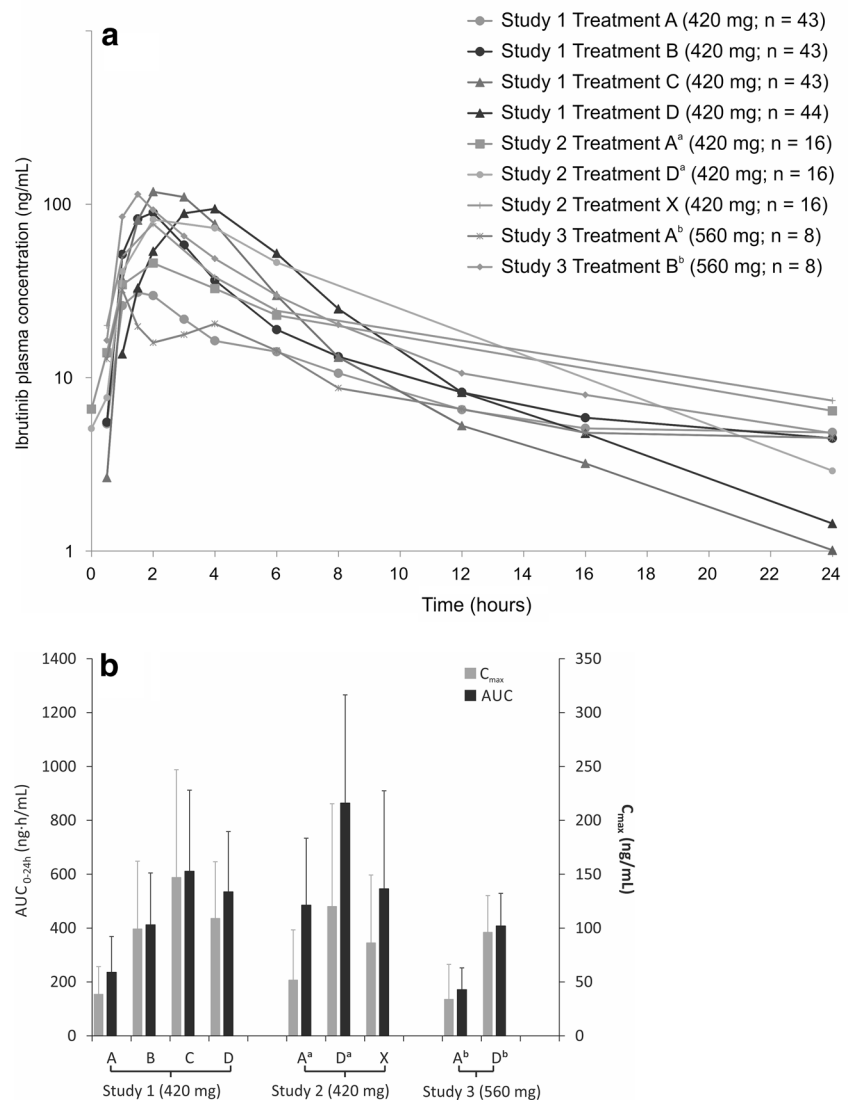 a
Study 1 Treatment A (420 mg; n = 43)
Study 1 Treatment B (420 mg; n = 43)
Study 1 Treatment C (420 mg; n = 43)
Study 1 Treatment D (420 mg; n = 44)
Study 2 Treatment Aᵃ (420 mg; n = 16)
Study 2 Treatment Dᵃ (420 mg; n = 16)
Study 2 Treatment X (420 mg; n = 16)
Study 3 Treatment Aᵇ (560 mg; n = 8)
Study 3 Treatment Bᵇ (560 mg; n = 8)
Ibrutinib plasma concentration (ng/mL)
100
10
1
0 2 4 6 8 10 12 14 16 18 20 22 24
Time (hours)
b
Cmax
AUC
AUC0-24h (ng·h/mL)
1400
1200
1000
800
600
400
200
0
350
300
250
200
150
100
50
0
Cmax (ng/mL)
A B C D Aᵃ Dᵃ X Aᵇ Dᵇ
Study 1 (420 mg) Study 2 (420 mg) Study 3 (560 mg)